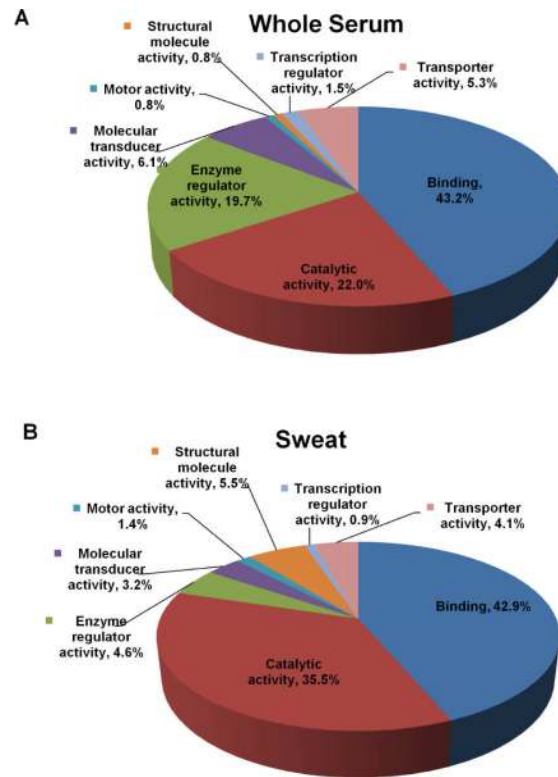 A
Whole Serum
Structural
molecule
activity, 0.8%
Transcription
regulator
activity, 1.5%
Transporter
activity, 5.3%
Motor activity,
0.8%
Molecular
transducer
activity, 6.1%
Enzyme
regulator
activity, 19.7%
Binding,
43.2%
Catalytic
activity, 22.0%
B
Sweat
Structural
molecule
activity, 5.5%
Transcription
regulator
activity, 0.9%
Transporter
activity, 4.1%
Motor activity,
1.4%
Molecular
transducer
activity, 3.2%
Enzyme
regulator
activity, 4.6%
Binding, 42.9%
Catalytic
activity, 35.5%